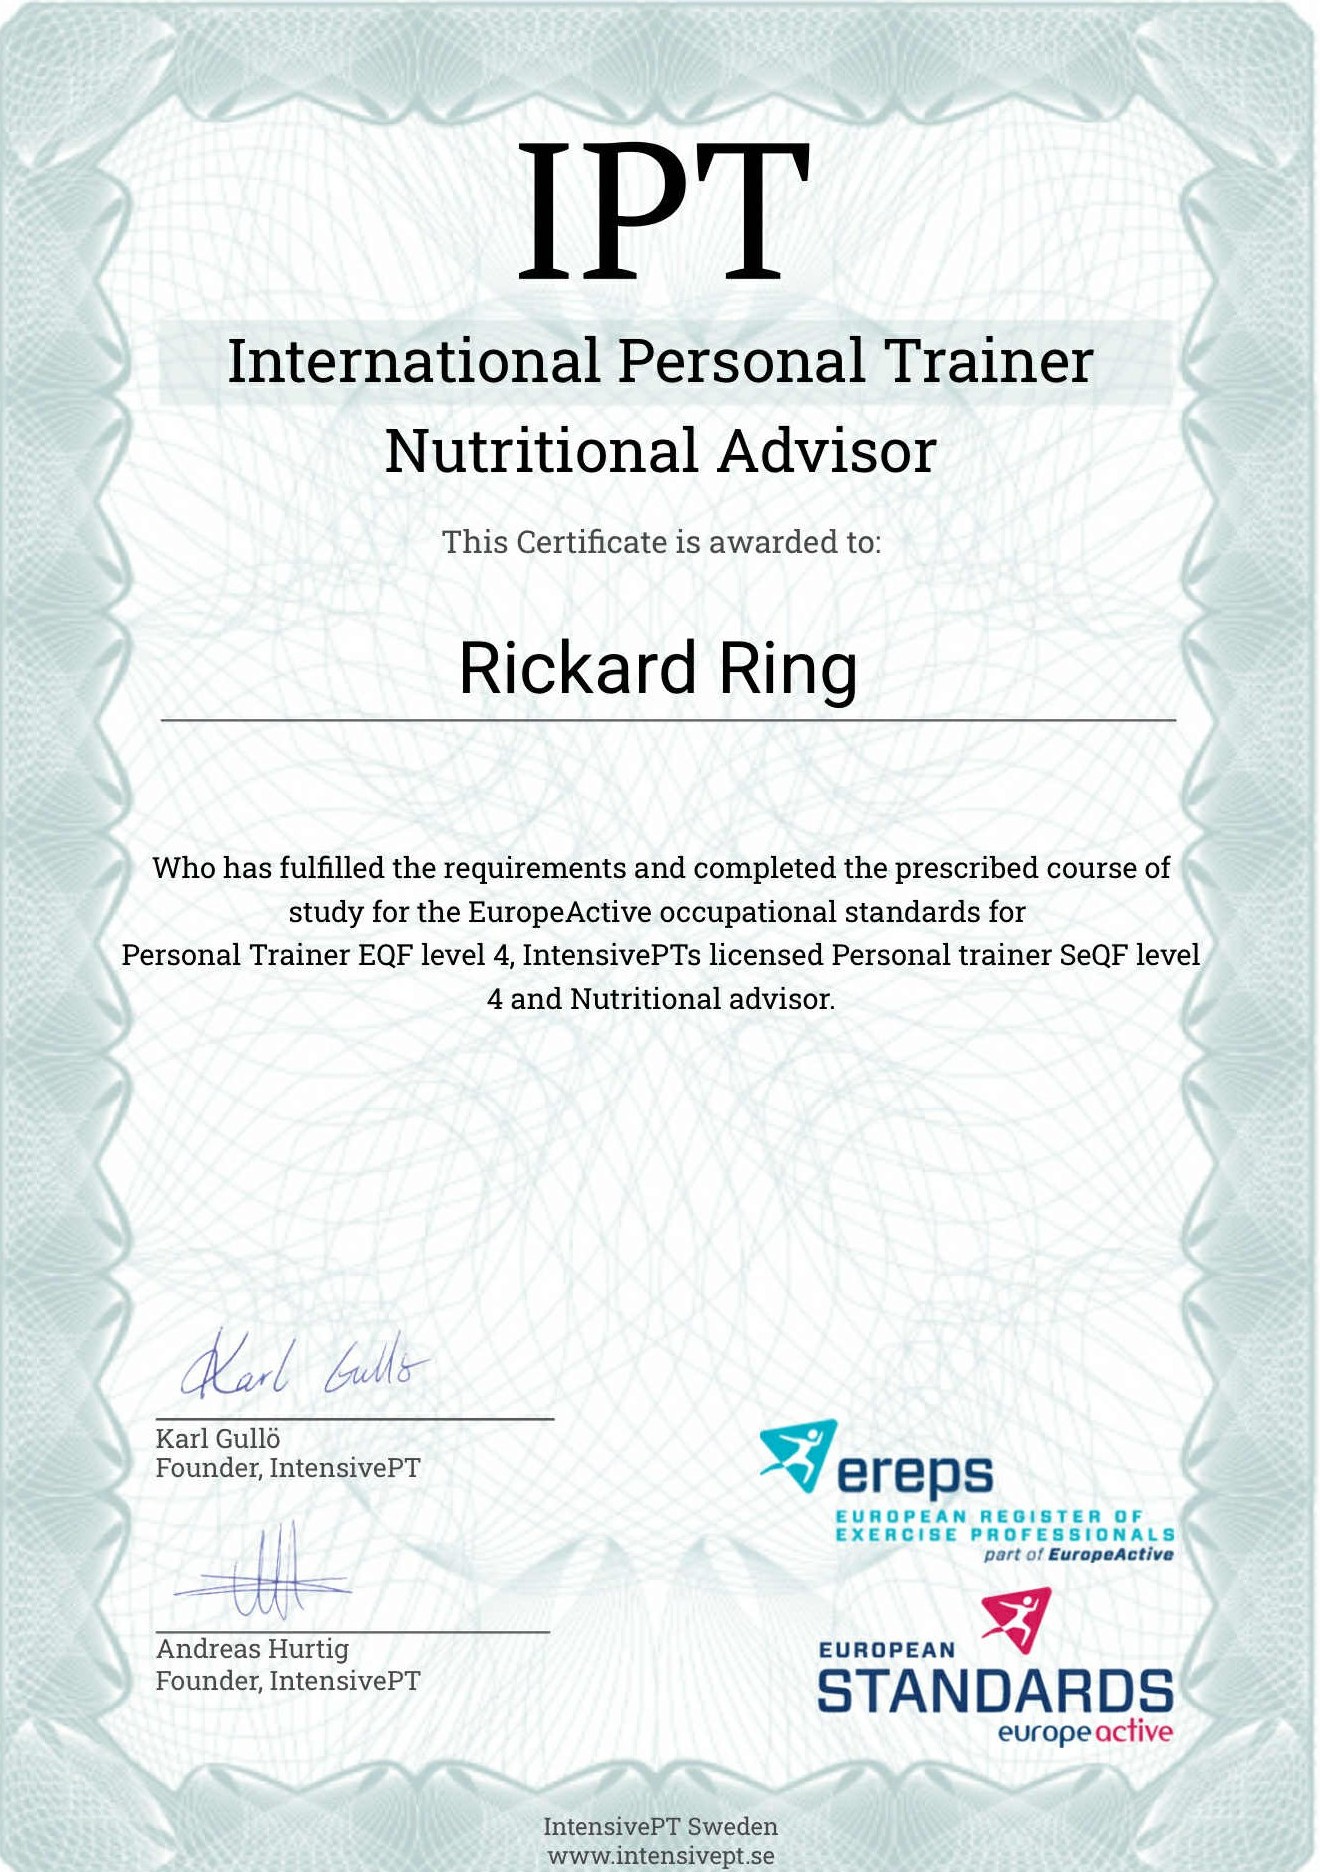 IPT
International Personal Trainer
Nutritional Advisor
This Certificate is awarded to:
Rickard Ring
Who has fulfilled the requirements and completed the prescribed course of
study for the EuropeActive occupational standards for
Personal Trainer EQF level 4, IntensivePTs licensed Personal trainer SeQF level
4 and Nutritional advisor.
Karl Gullö
Karl Gullö
Founder, IntensivePT
Andreas Hurtig
Founder, IntensivePT
ereps
EUROPEAN REGISTER OF
EXERCISE PROFESSIONALS
part of EuropeActive
EUROPEAN
STANDARDS
europeactive
IntensivePT Sweden
www.intensivept.se